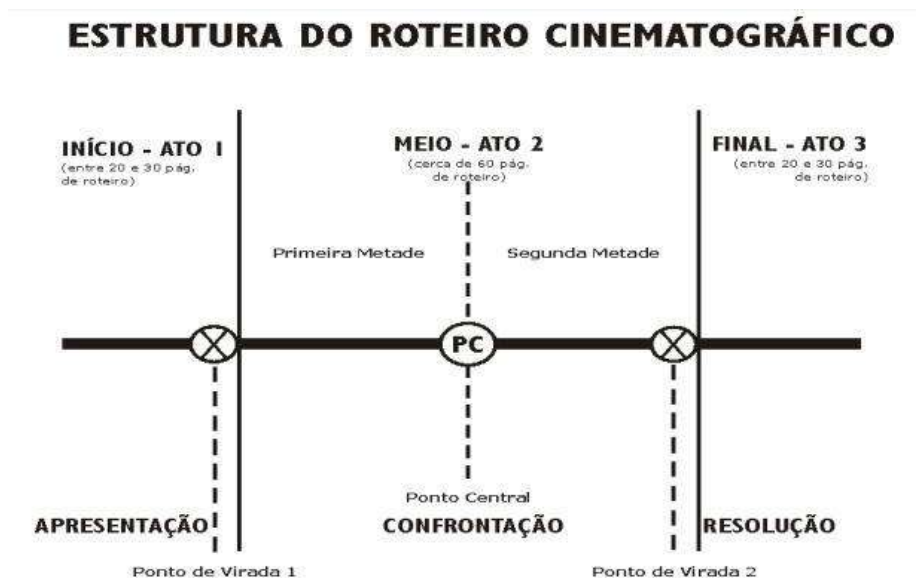 ESTRUTURA DO ROTEIRO CINEMATOGRÁFICO
INÍCIO - ATO I
(entre 20 e 30 pág.
de roteiro)
MEIO - ATO 2
(cerca de 60 pág.
de roteiro)
FINAL - ATO 3
(entre 20 e 30 pág.
de roteiro)
Primeira Metade
Segunda Metade
PC
Ponto Central
APRESENTAÇÃO
CONFRONTAÇÃO
RESOLUÇÃO
Ponto de Virada 1
Ponto de Virada 2